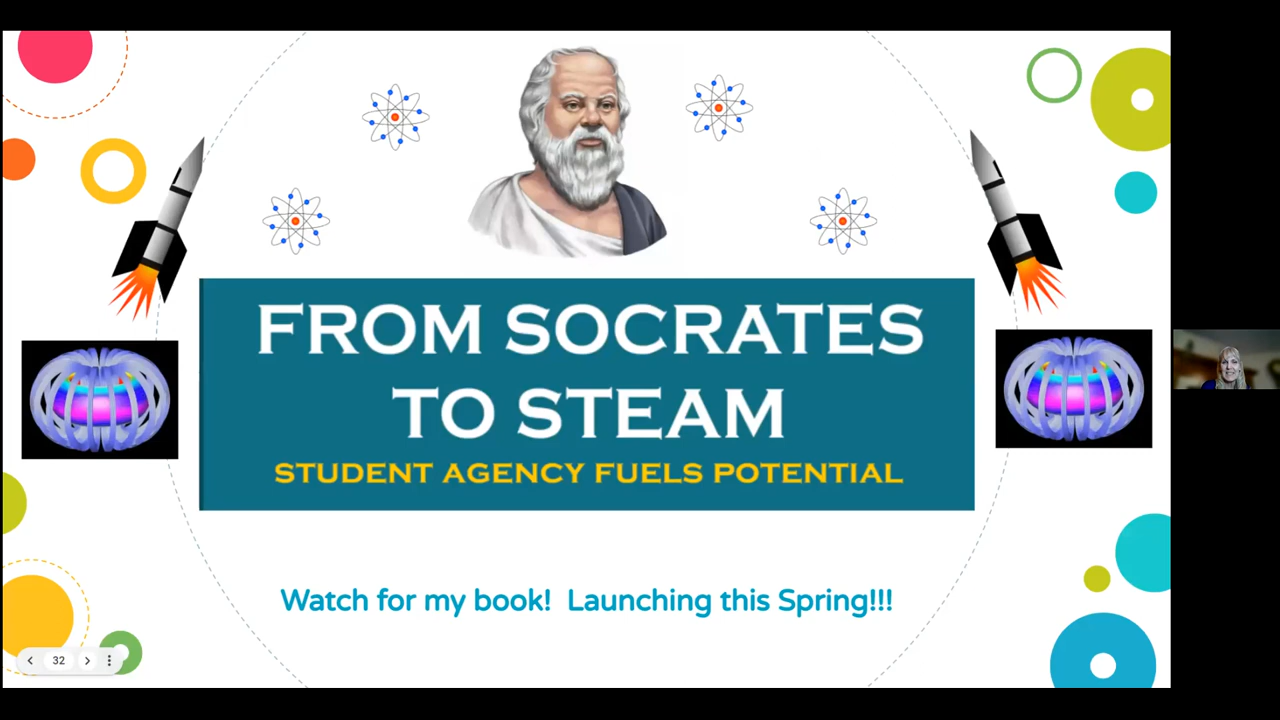 FROM SOCRATES
TO STEAM
STUDENT AGENCY FUELS POTENTIAL
Watch for my book!  Launching this Spring!!!
32